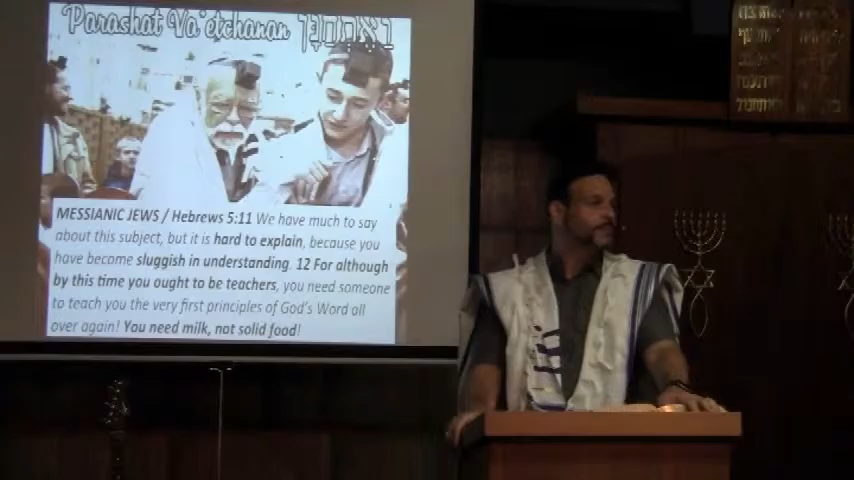 Parashat Va'etchanan וָאֶתְחַנַּן
MESSIANIC JEWS / Hebrews 5:11 We have much to say
about this subject, but it is hard to explain, because you
have become sluggish in understanding. 12 For although
by this time you ought to be teachers, you need someone
to teach you the very first principles of God's Word all
over again! You need milk, not solid food!